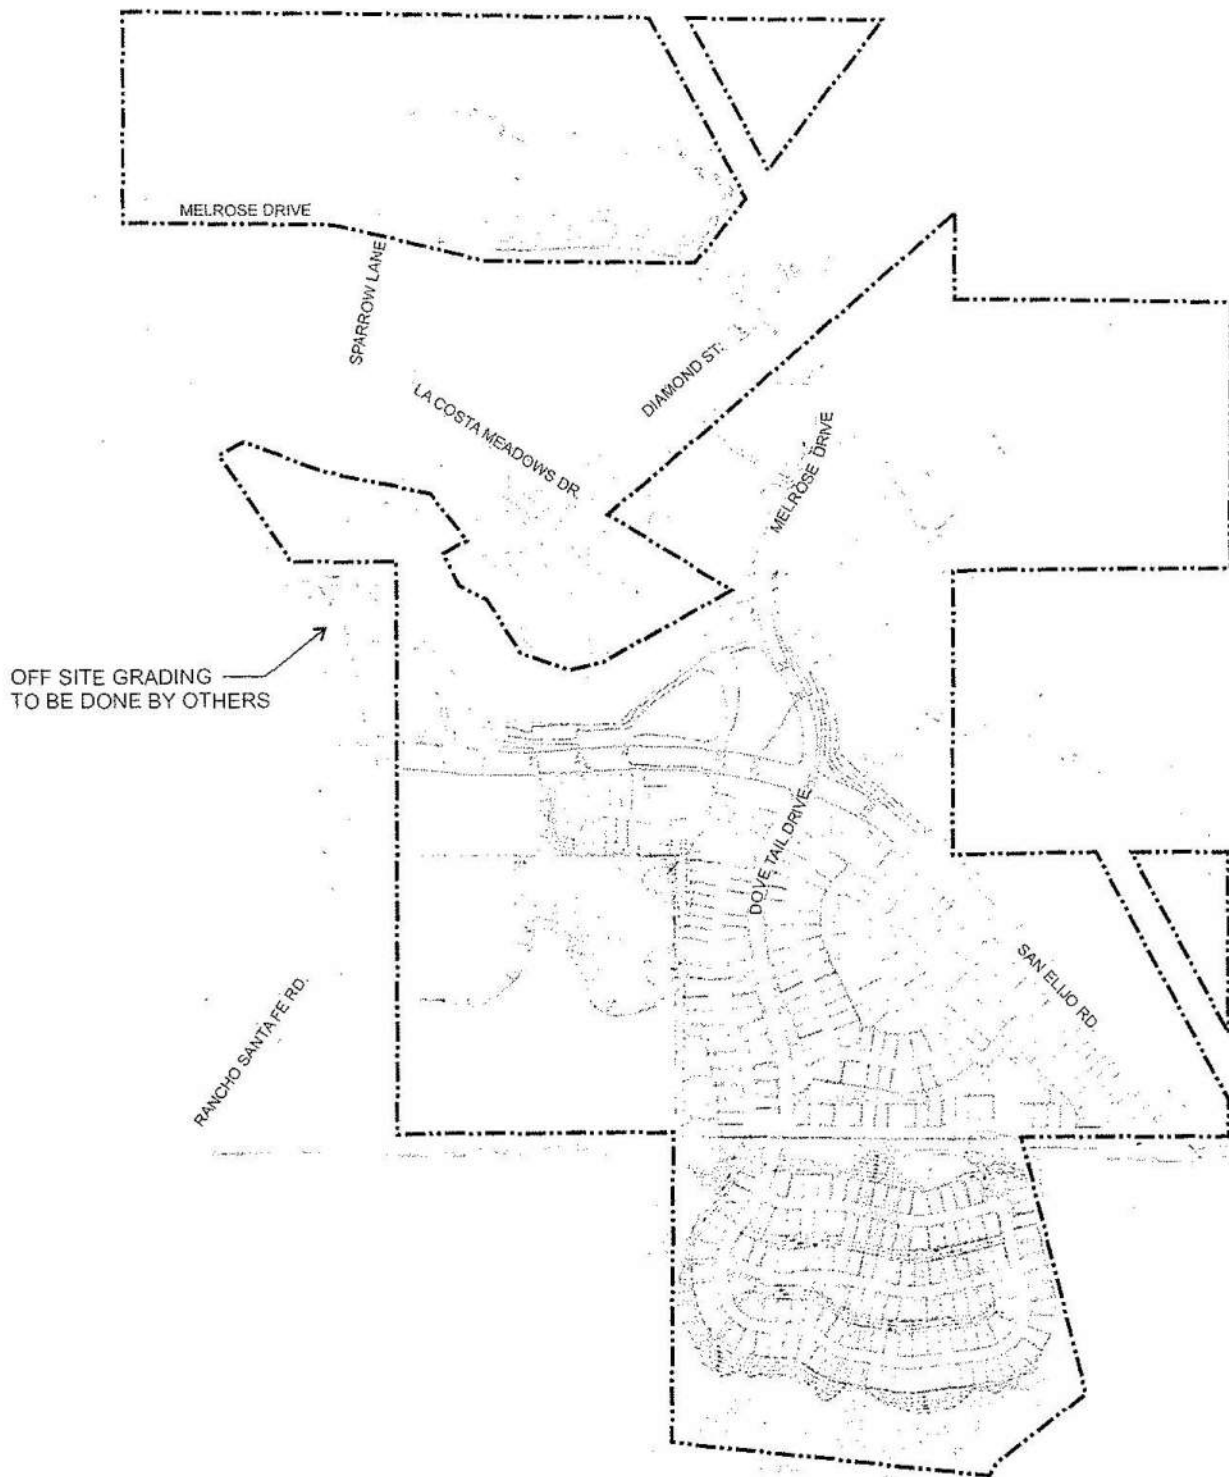 MELROSE DRIVE
SPARROW LANE
LA COSTA MEADOWS DR.
DIAMOND ST.
MELROSE DRIVE
OFF SITE GRADING
TO BE DONE BY OTHERS
DOVE TAIL DRIVE
SAN ELIJO RD.
RANCHO SANTA FE RD.